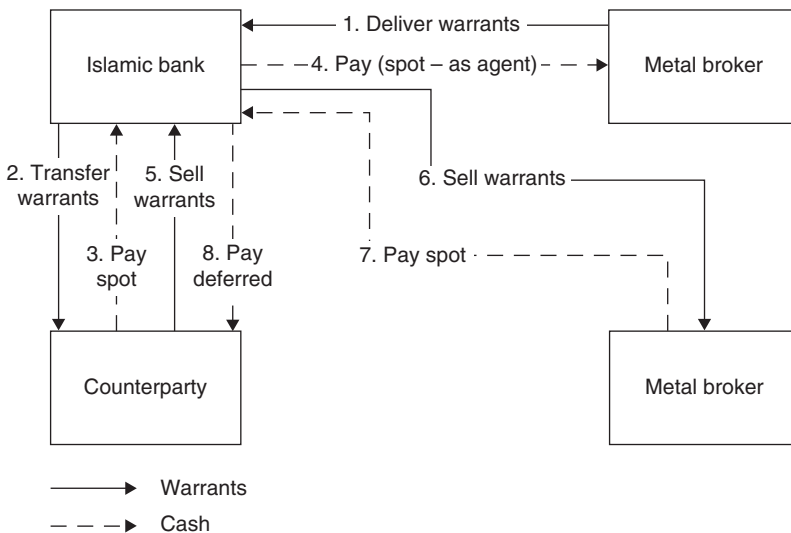 1. Deliver warrants
Islamic bank
4. Pay (spot – as agent)
Metal broker
2. Transfer
warrants
5. Sell
warrants
6. Sell warrants
3. Pay
spot
8. Pay
deferred
7. Pay spot
Counterparty
Metal broker
Warrants
Cash